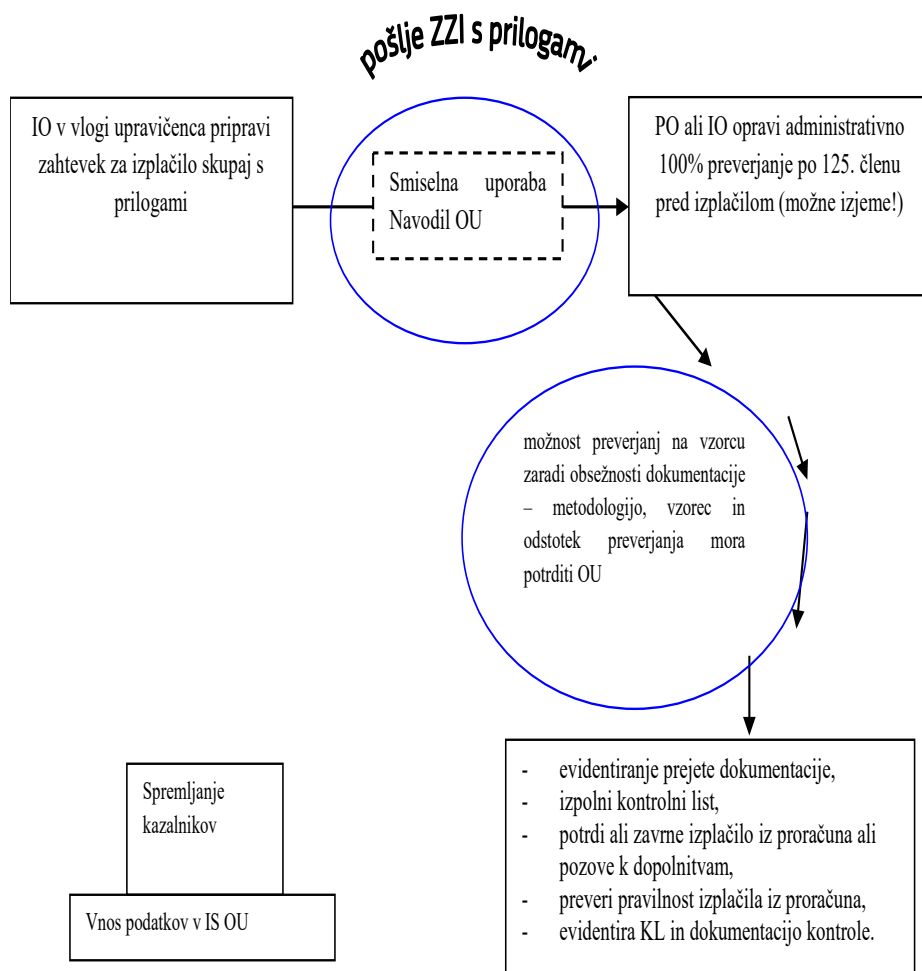 pošlje ZZI s prilogami
IO v vlogi upravičenca pripravi
zahtevek za izplačilo skupaj s
prilogami
Smiselna uporaba
Navodil OU
PO ali IO opravi administrativno
100% preverjanje po 125. členu
pred izplačilom (možne izjeme!)
možnost preverjanj na vzorcu
zaradi obsežnosti dokumentacije
– metodologijo, vzorec in
odstotek preverjanja mora
potrditi OU
- evidentiranje prejete dokumentacije,
- izpolni kontrolni list,
- potrdi ali zavrne izplačilo iz proračuna ali
pozove k dopolnitvam,
- preveri pravilnost izplačila iz proračuna,
- evidentira KL in dokumentacijo kontrole.
Spremljanje
kazalnikov
Vnos podatkov v IS OU